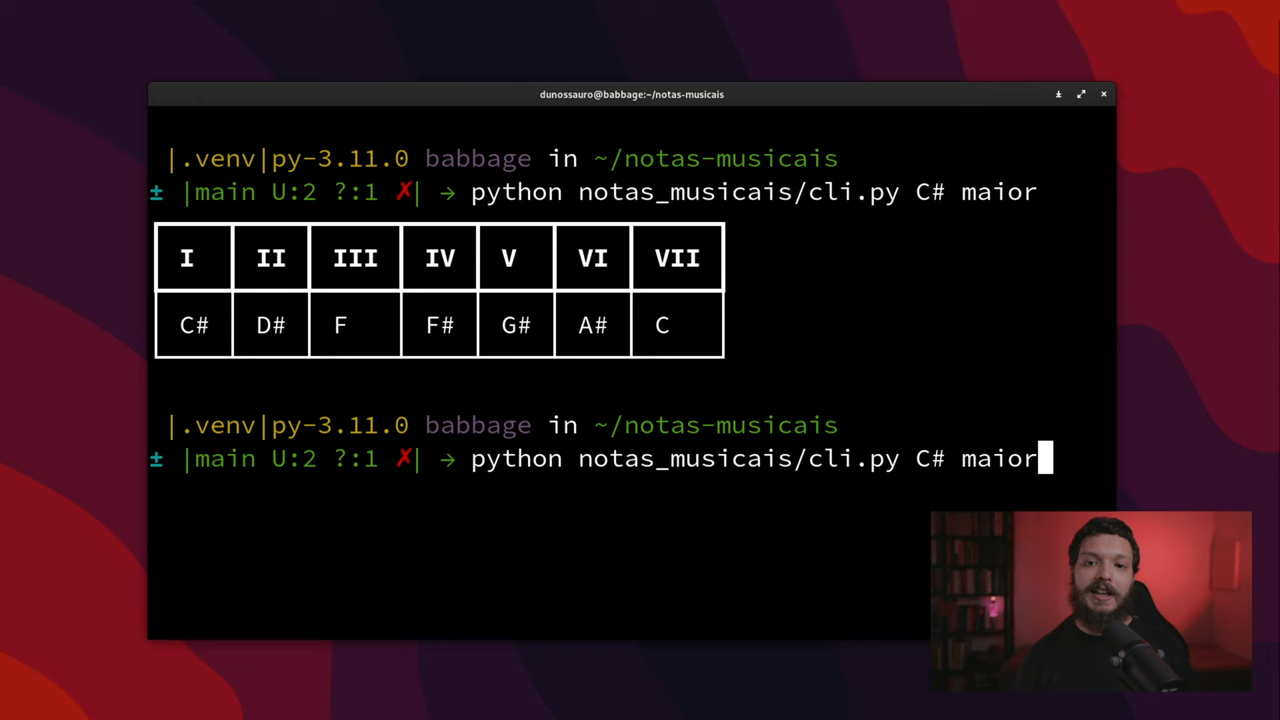 dunossauro@babbage:~/notas-musicais
|.venv|py-3.11.0 babbage in ~/notas-musicais
± |main U:2 ?:1 ✗| → python notas_musicais/cli.py C# maior
I II III IV V VI VII
C# D# F F# G# A# C
|.venv|py-3.11.0 babbage in ~/notas-musicais
± |main U:2 ?:1 ✗| → python notas_musicais/cli.py C# maior